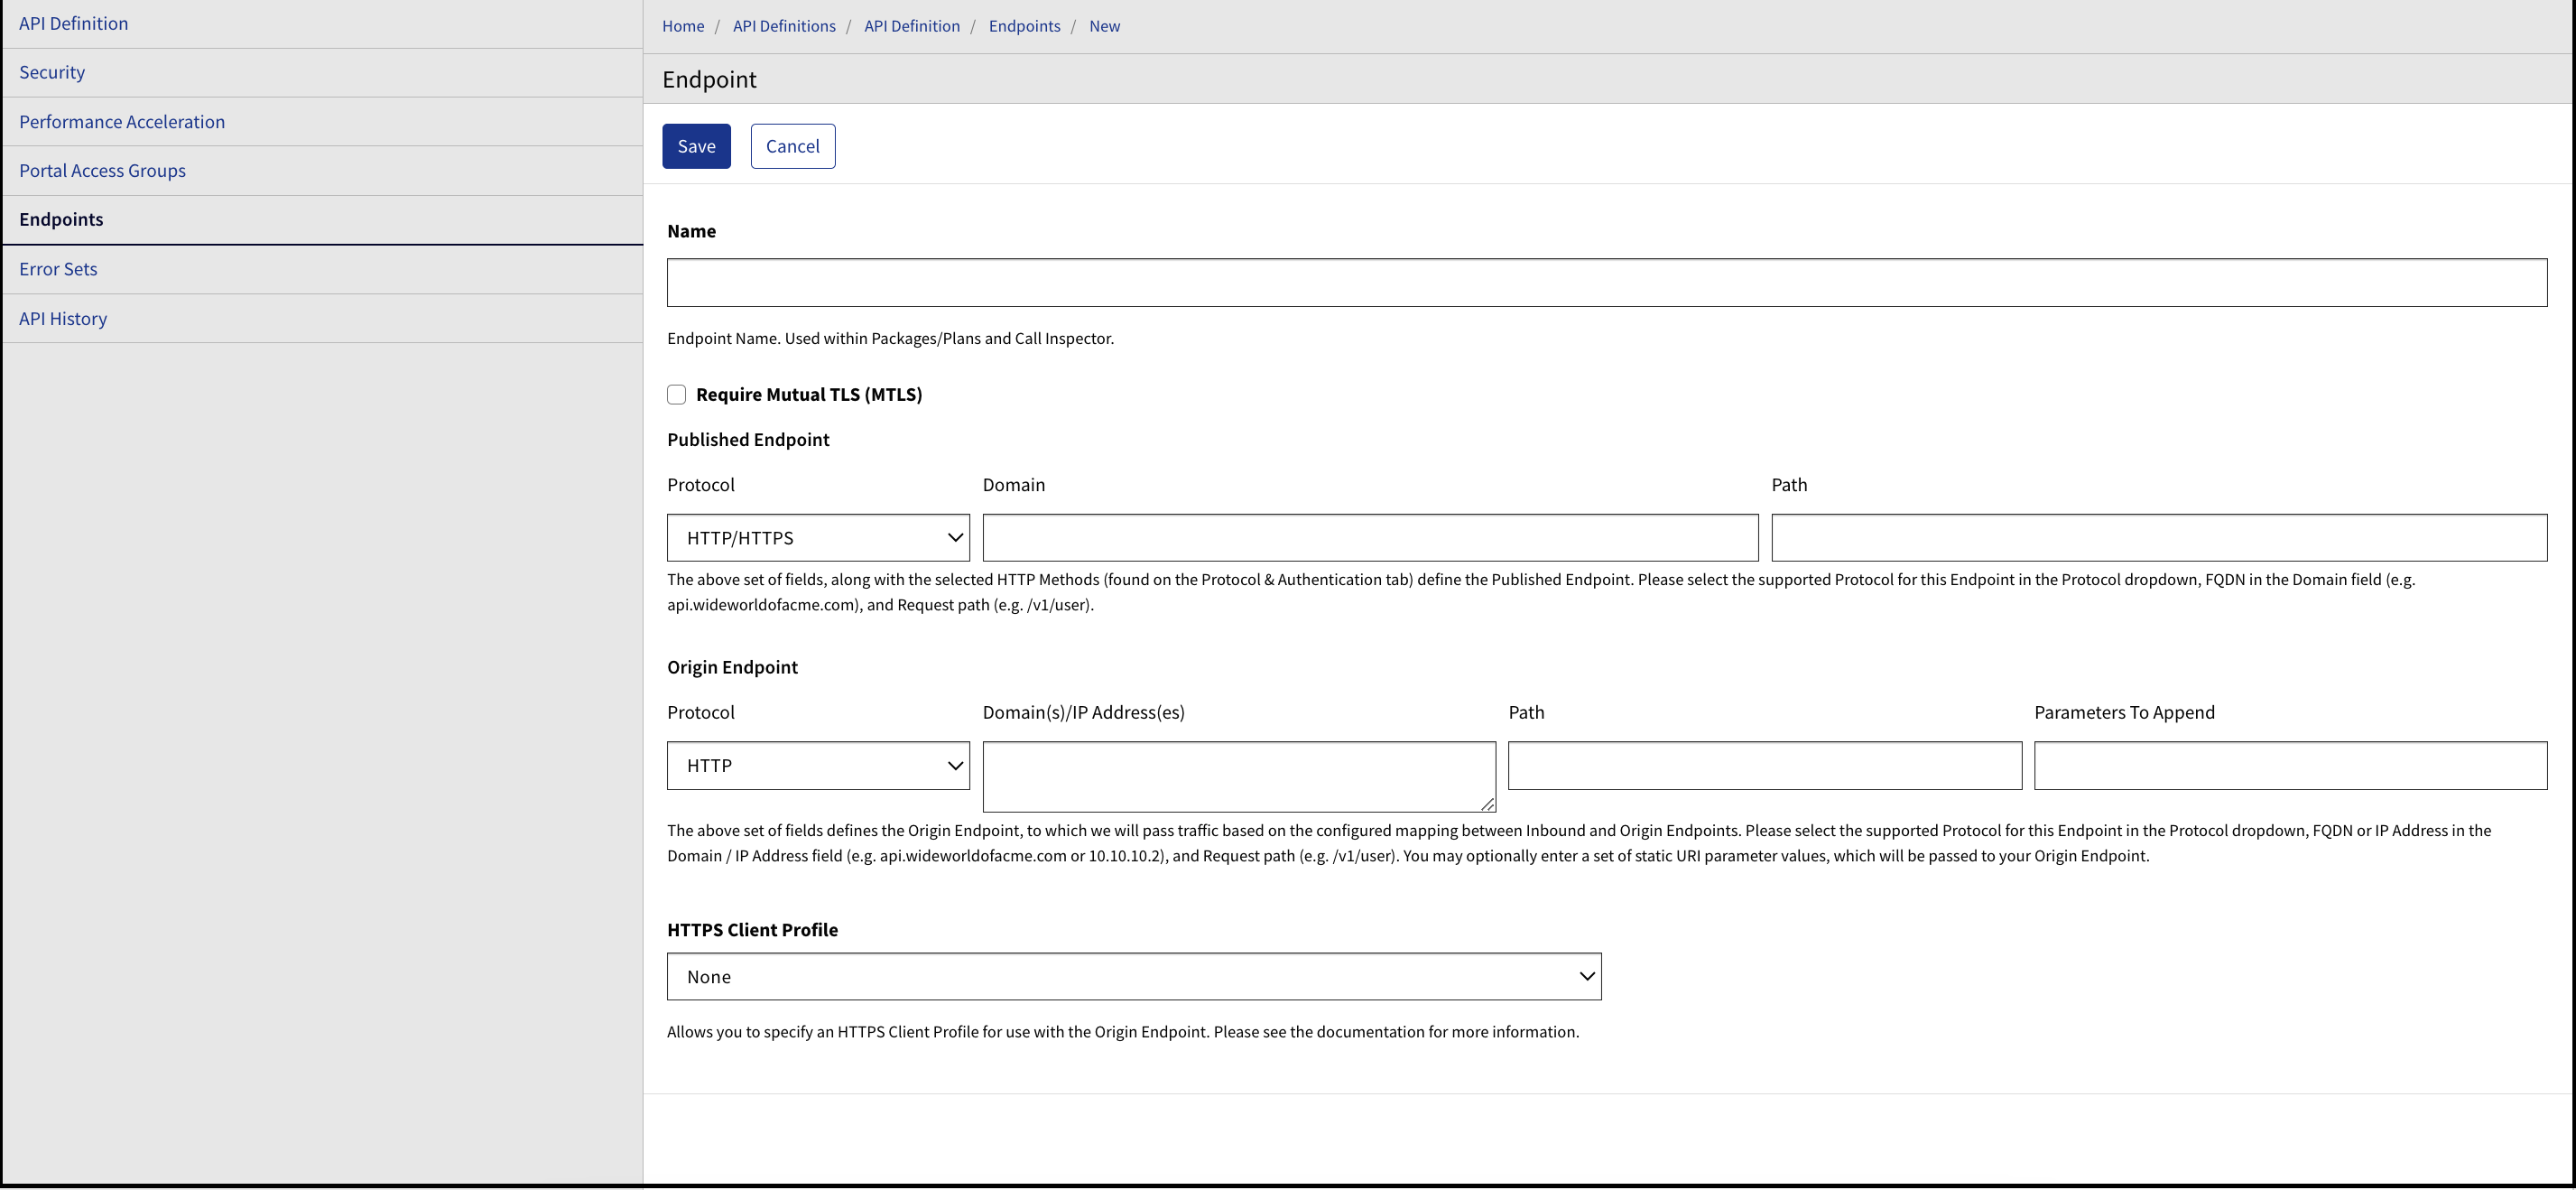 API Definition
Security
Performance Acceleration
Portal Access Groups
Endpoints
Error Sets
API History
Home / API Definitions / API Definition / Endpoints / New
Endpoint
Save Cancel
Name
Endpoint Name. Used within Packages/Plans and Call Inspector.
Require Mutual TLS (MTLS)
Published Endpoint
Protocol Domain Path
HTTP/HTTPS
The above set of fields, along with the selected HTTP Methods (found on the Protocol & Authentication tab) define the Published Endpoint. Please select the supported Protocol for this Endpoint in the Protocol dropdown, FQDN in the Domain field (e.g.
api.wideworldofacme.com), and Request path (e.g. /v1/user).
Origin Endpoint
Protocol Domain(s)/IP Address(es) Path Parameters To Append
HTTP
The above set of fields defines the Origin Endpoint, to which we will pass traffic based on the configured mapping between Inbound and Origin Endpoints. Please select the supported Protocol for this Endpoint in the Protocol dropdown, FQDN or IP Address in the
Domain / IP Address field (e.g. api.wideworldofacme.com or 10.10.10.2), and Request path (e.g. /v1/user). You may optionally enter a set of static URI parameter values, which will be passed to your Origin Endpoint.
HTTPS Client Profile
None
Allows you to specify an HTTPS Client Profile for use with the Origin Endpoint. Please see the documentation for more information.